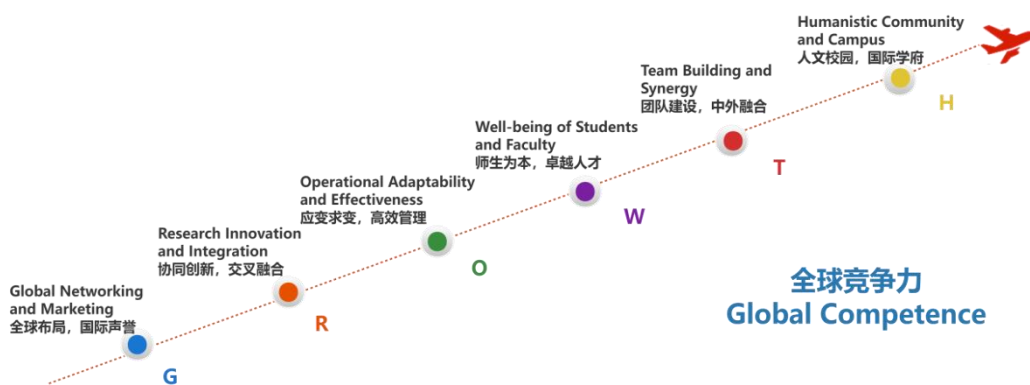 Global Networking
and Marketing
全球布局，国际声誉
G
Research Innovation
and Integration
协同创新，交叉融合
R
Operational Adaptability
and Effectiveness
应变求变，高效管理
O
Well-being of Students
and Faculty
师生为本，卓越人才
W
Team Building and
Synergy
团队建设，中外融合
T
Humanistic Community
and Campus
人文校园，国际学府
H
全球竞争力
Global Competence